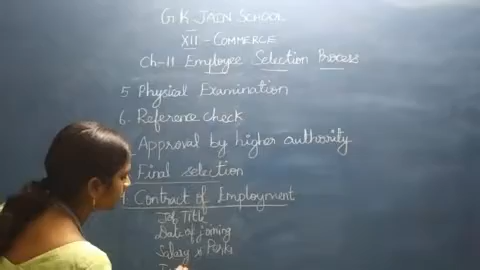 G K JAIN SCHOOL
XII - COMMERCE
Ch-11 Employee Selection Process
5 Physical Examination
6. Reference check
Approval by higher authority
Final selection
Contract of Employment
Job Title
Date of joining
Salary & Perks